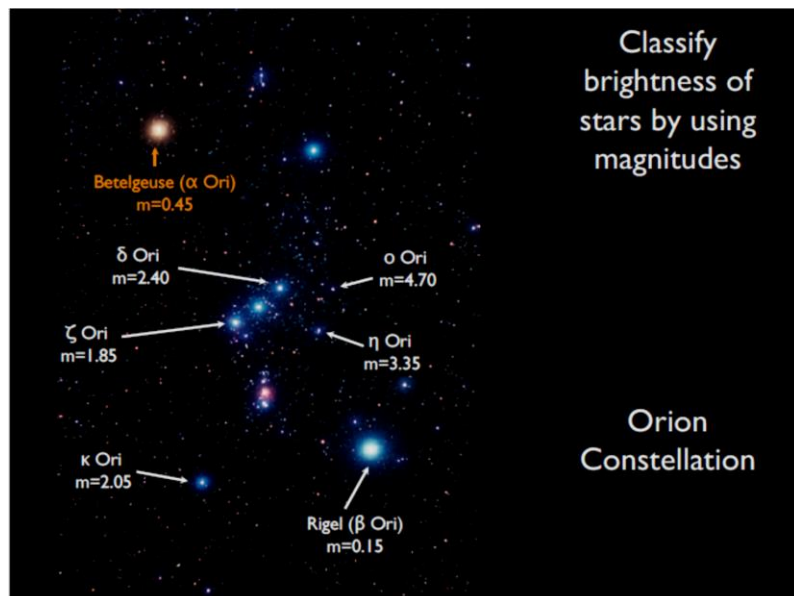 Classify
brightness of
stars by using
magnitudes
Betelgeuse (α Ori)
m=0.45
δ Ori
m=2.40
ο Ori
m=4.70
ζ Ori
m=1.85
η Ori
m=3.35
Orion
Constellation
κ Ori
m=2.05
Rigel (β Ori)
m=0.15